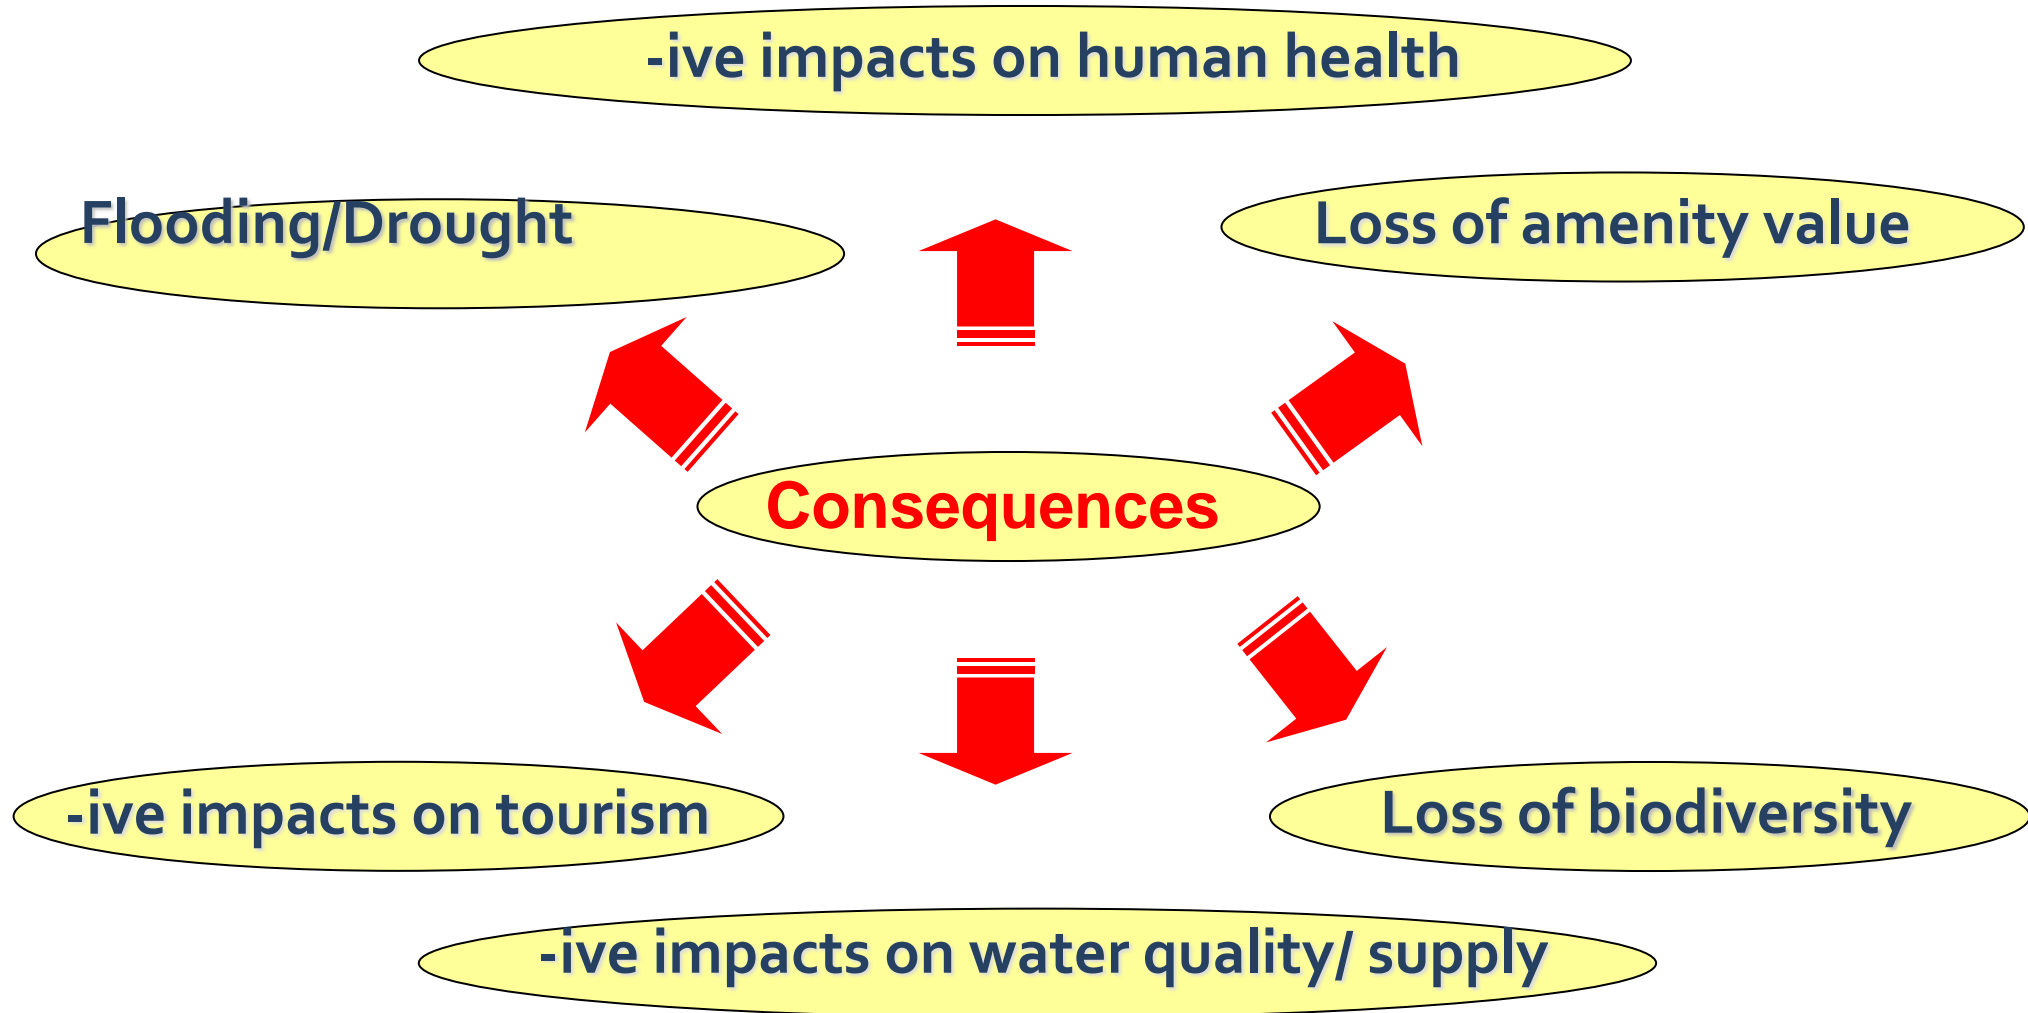 -ive impacts on human health
Flooding/Drought
Loss of amenity value
Consequences
-ive impacts on tourism
Loss of biodiversity
-ive impacts on water quality/ supply